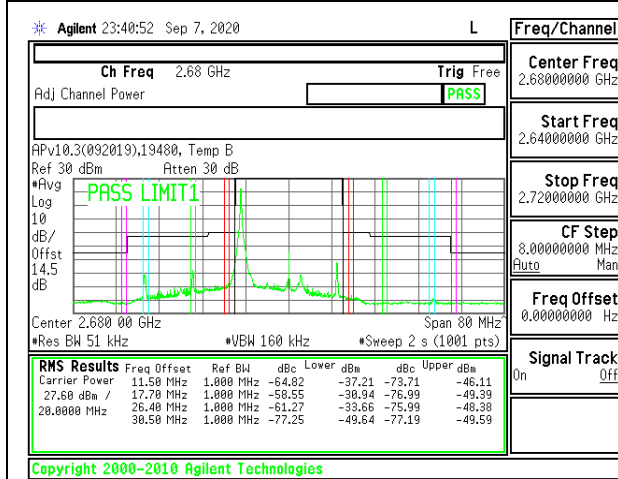 Agilent 23:40:52 Sep 7, 2020 L
Freq/Channel
Ch Freq 2.68 GHz Trig Free
Adj Channel Power PASS
Center Freq
2.68000000 GHz
Start Freq
2.64000000 GHz
APv10.3(092019),19480, Temp B
Ref 30 dBm Atten 30 dB
#Avg
Log
10
dB/
Offst
14.5
dB
PASS LIMIT1
Stop Freq
2.72000000 GHz
CF Step
8.00000000 MHz
Auto Man
Freq Offset
0.00000000 Hz
Center 2.680 00 GHz Span 80 MHz^
#Res BW 51 kHz #VBW 160 kHz #Sweep 2 s (1001 pts)
Signal Track
On Off
RMS Results Freq Offset Ref BW dBc Lower dBm dBc Upper dBm
Carrier Power 11.50 MHz 1.000 MHz -64.82 -37.21 -73.71 -46.11
27.60 dBm / 17.70 MHz 1.000 MHz -58.55 -30.94 -76.99 -49.39
20.0000 MHz 26.40 MHz 1.000 MHz -61.27 -33.66 -75.99 -48.38
30.50 MHz 1.000 MHz -77.25 -49.64 -77.19 -49.59
Copyright 2000-2010 Agilent Technologies